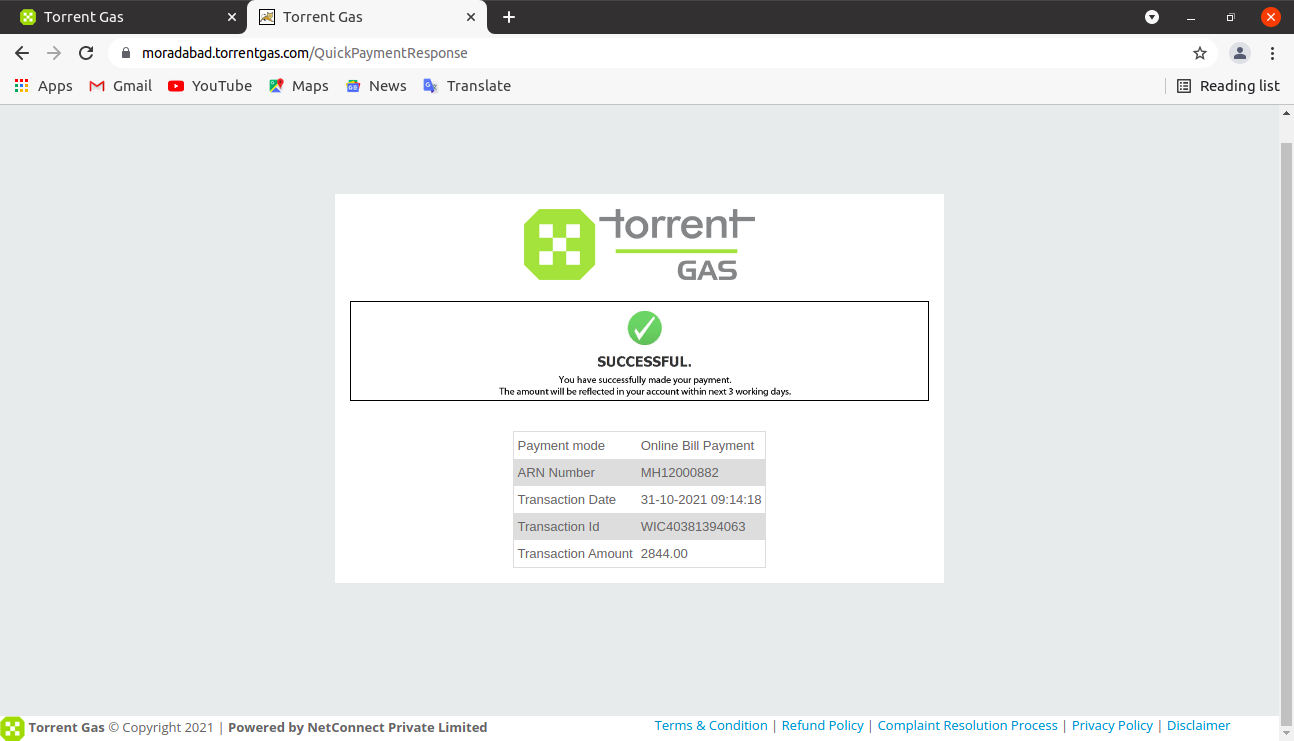 Torrent Gas
Torrent Gas
moradabad.torrentgas.com/QuickPaymentResponse
Apps Gmail YouTube Maps News Translate Reading list
torrent
GAS
SUCCESSFUL.
You have successfully made your payment.
The amount will be reflected in your account within next 3 working days.
Payment mode Online Bill Payment
ARN Number MH12000882
Transaction Date 31-10-2021 09:14:18
Transaction Id WIC40381394063
Transaction Amount 2844.00
Torrent Gas © Copyright 2021 | Powered by NetConnect Private Limited
Terms & Condition | Refund Policy | Complaint Resolution Process | Privacy Policy | Disclaimer